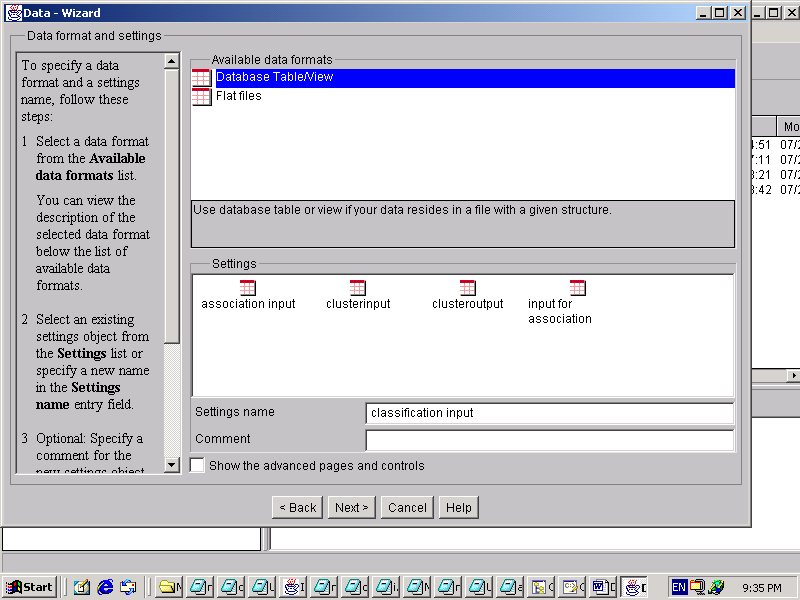 Data - Wizard
Data format and settings
To specify a data
format and a settings
name, follow these
steps:
1 Select a data format
from the Available
data formats list.
You can view the
description of the
selected data format
below the list of
available data
formats.
2 Select an existing
settings object from
the Settings list or
specify a new name
in the Settings
name entry field.
3 Optional: Specify a
comment for the
new settings object
Available data formats
Database Table/View
Flat files
Use database table or view if your data resides in a file with a given structure.
Settings
association input
clusterinput
clusteroutput
input for
association
Settings name
classification input
Comment
Show the advanced pages and controls
< Back
Next >
Cancel
Help
Mo
:51 07/2
:11 07/2
:21 07/2
:42 07/2
Start
EN
9:35 PM